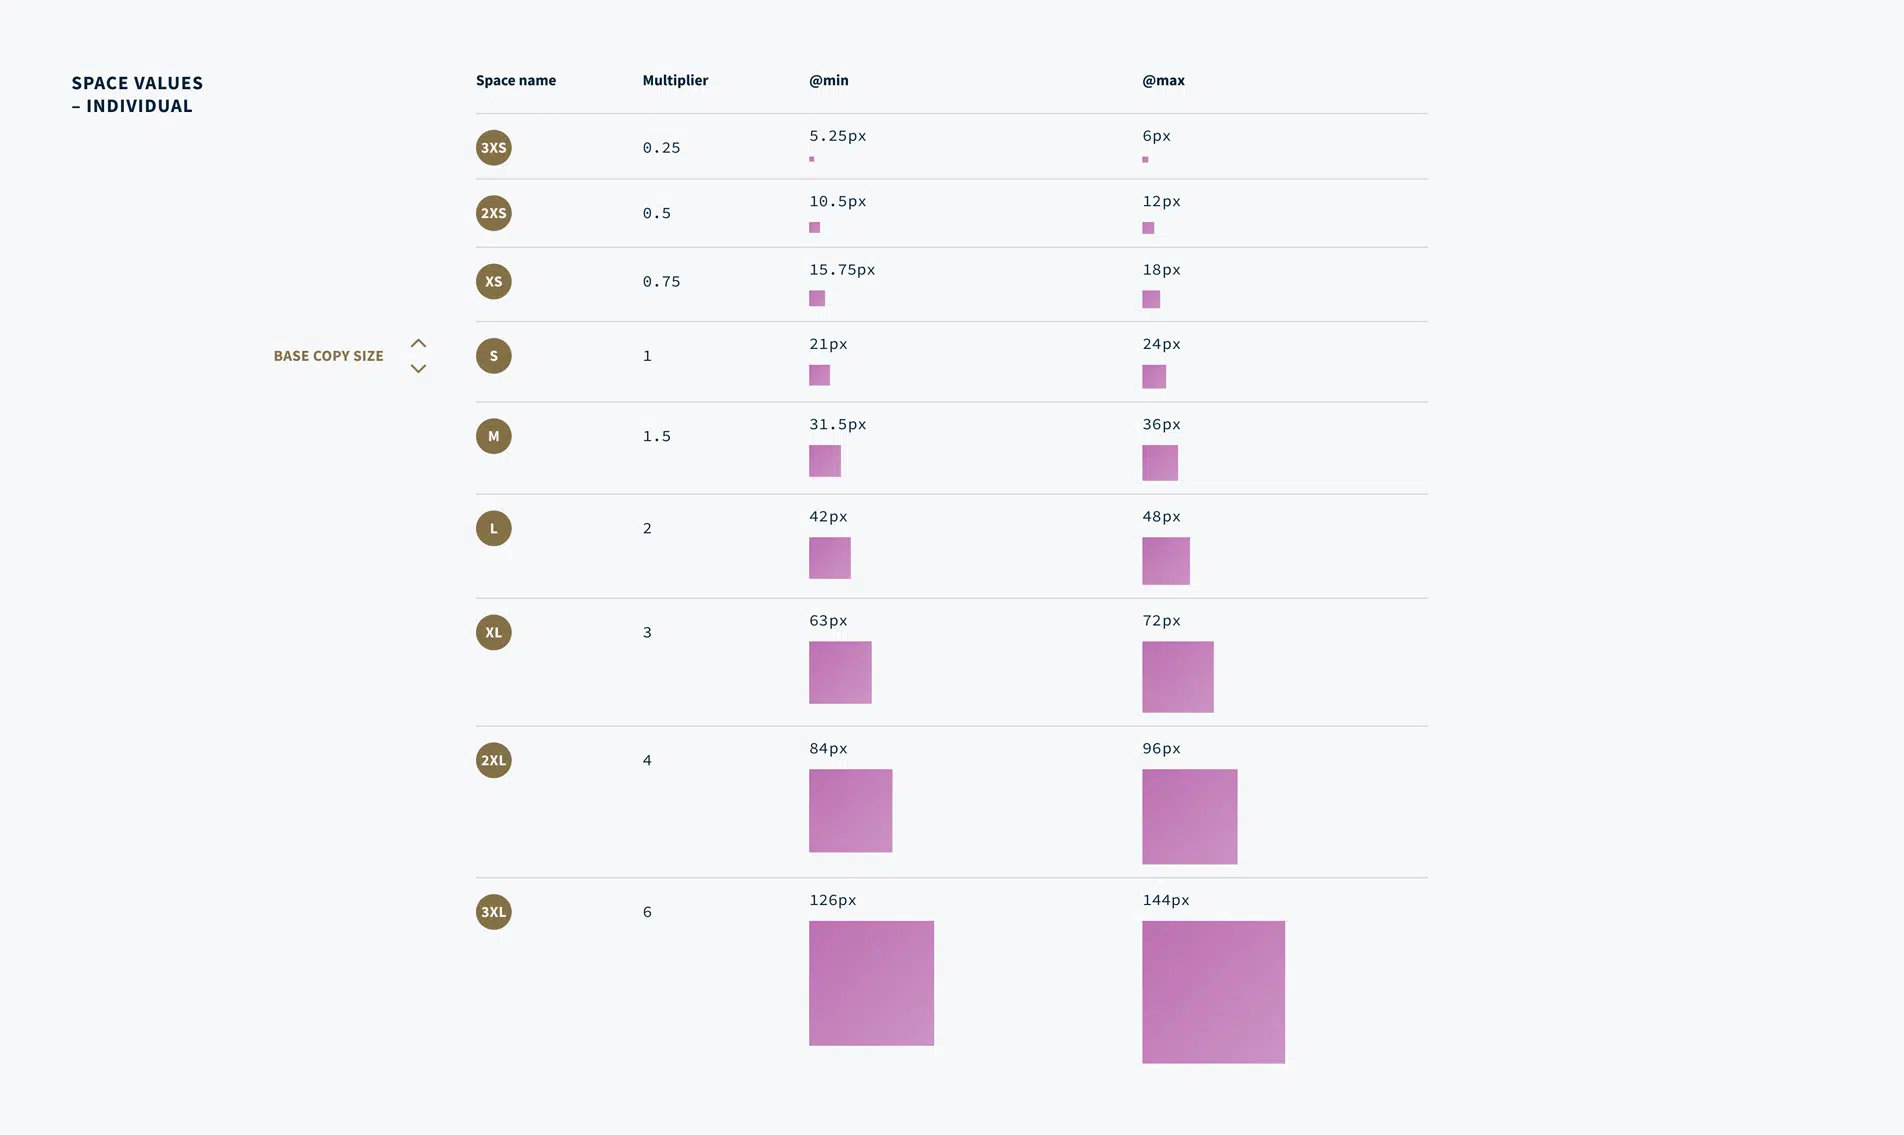 SPACE VALUES
– INDIVIDUAL
Space name Multiplier @min @max
3XS 0.25 5.25px 6px
2XS 0.5 10.5px 12px
XS 0.75 15.75px 18px
BASE COPY SIZE S 1 21px 24px
M 1.5 31.5px 36px
L 2 42px 48px
XL 3 63px 72px
2XL 4 84px 96px
3XL 6 126px 144px